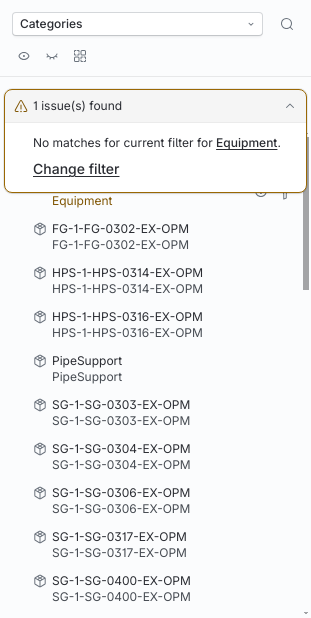 Categories
1 issue(s) found
No matches for current filter for Equipment.
Change filter
Equipment
FG-1-FG-0302-EX-OPM
FG-1-FG-0302-EX-OPM
HPS-1-HPS-0314-EX-OPM
HPS-1-HPS-0314-EX-OPM
HPS-1-HPS-0316-EX-OPM
HPS-1-HPS-0316-EX-OPM
PipeSupport
PipeSupport
SG-1-SG-0303-EX-OPM
SG-1-SG-0303-EX-OPM
SG-1-SG-0304-EX-OPM
SG-1-SG-0304-EX-OPM
SG-1-SG-0306-EX-OPM
SG-1-SG-0306-EX-OPM
SG-1-SG-0317-EX-OPM
SG-1-SG-0317-EX-OPM
SG-1-SG-0400-EX-OPM
SG-1-SG-0400-EX-OPM